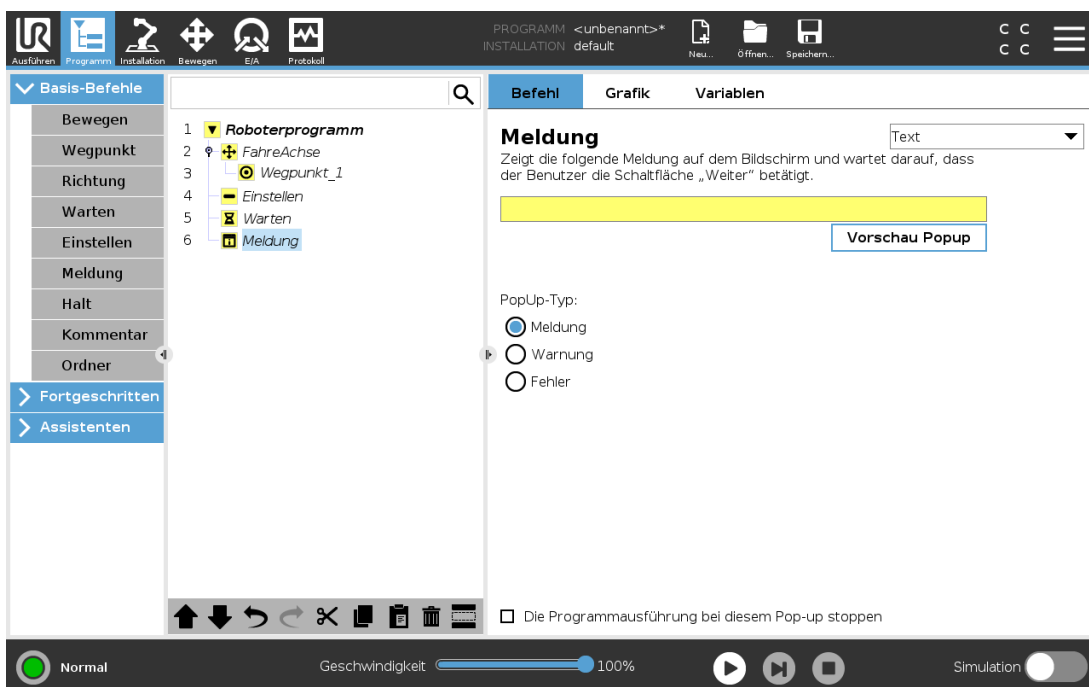 PROGRAMM <unbenannt>*
INSTALLATION default
C C
C C
Ausführen Programm Installation Bewegen E/A Protokoll Neu... Öffnen... Speichern...
Basis-Befehle
Bewegen
Wegpunkt
Richtung
Warten
Einstellen
Meldung
Halt
Kommentar
Ordner
Fortgeschritten
Assistenten
1 Roboterprogramm
2 FahreAchse
3 Wegpunkt_1
4 Einstellen
5 Warten
6 Meldung
Befehl Grafik Variablen
Meldung Text
Zeigt die folgende Meldung auf dem Bildschirm und wartet darauf, dass
der Benutzer die Schaltfläche „Weiter“ betätigt.
Vorschau Popup
PopUp-Typ:
Meldung
Warnung
Fehler
Die Programmausführung bei diesem Pop-up stoppen
Normal Geschwindigkeit 100% Simulation